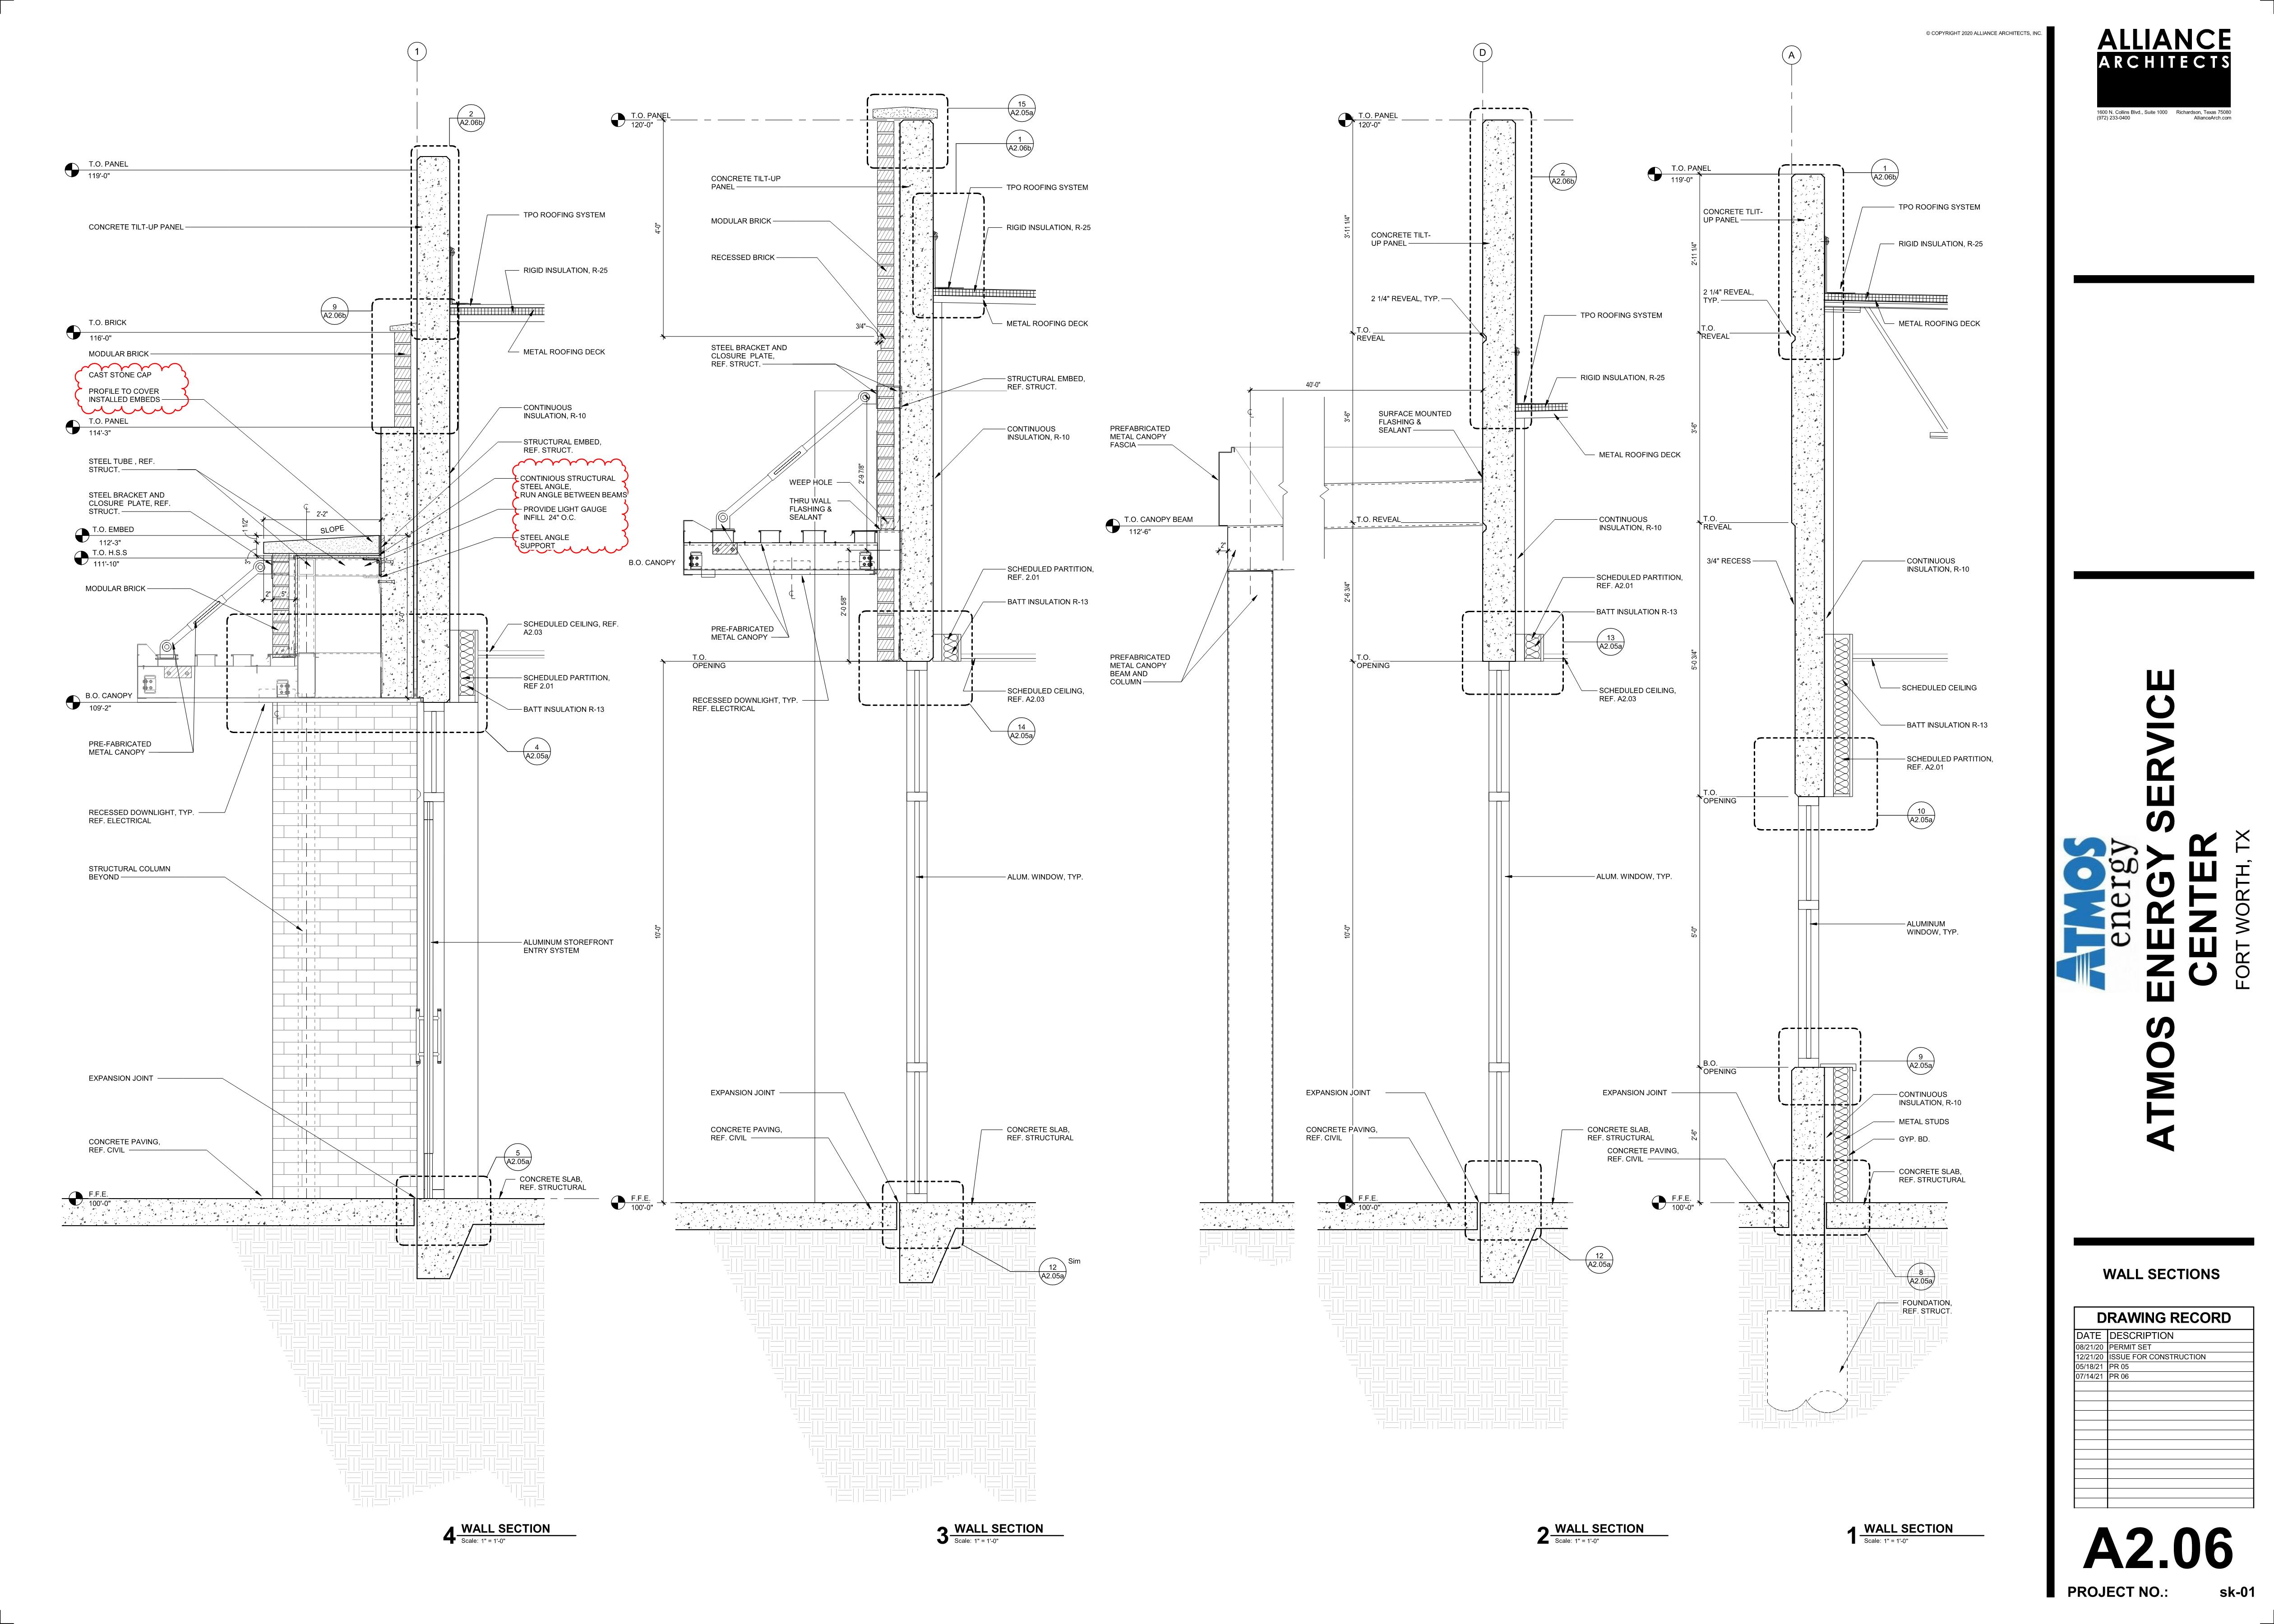 © COPYRIGHT 2020 ALLIANCE ARCHITECTS, INC.
1
2
A2.06b
T.O. PANEL
119'-0"
CONCRETE TILT-UP PANEL
TPO ROOFING SYSTEM
RIGID INSULATION, R-25
9
A2.06b
T.O. BRICK
116'-0"
MODULAR BRICK
METAL ROOFING DECK
CAST STONE CAP
PROFILE TO COVER
INSTALLED EMBEDS
T.O. PANEL
114'-3"
CONTINUOUS
INSULATION, R-10
STRUCTURAL EMBED,
REF. STRUCT.
STEEL TUBE , REF.
STRUCT.
CONTINIOUS STRUCTURAL
STEEL ANGLE,
RUN ANGLE BETWEEN BEAMS
PROVIDE LIGHT GAUGE
INFILL 24" O.C.
STEEL ANGLE
SUPPORT
STEEL BRACKET AND
CLOSURE PLATE, REF.
STRUCT.
2'-2"
SLOPE
1 1/2"
T.O. EMBED
112'-3"
T.O. H.S.S
111'-10"
3"
2"
5"
3'-0"
MODULAR BRICK
SCHEDULED CEILING, REF.
A2.03
SCHEDULED PARTITION,
REF 2.01
BATT INSULATION R-13
B.O. CANOPY
109'-2"
4
A2.05a
PRE-FABRICATED
METAL CANOPY
RECESSED DOWNLIGHT, TYP.
REF. ELECTRICAL
STRUCTURAL COLUMN
BEYOND
ALUMINUM STOREFRONT
ENTRY SYSTEM
EXPANSION JOINT
CONCRETE PAVING,
REF. CIVIL
5
A2.05a
CONCRETE SLAB,
REF. STRUCTURAL
F.F.E.
100'-0"
4
WALL SECTION
Scale: 1" = 1'-0"
T.O. PANEL
120'-0"
15
A2.05a
1
A2.06b
CONCRETE TILT-UP
PANEL
TPO ROOFING SYSTEM
MODULAR BRICK
RIGID INSULATION, R-25
4'-0"
RECESSED BRICK
METAL ROOFING DECK
3/4"
STEEL BRACKET AND
CLOSURE PLATE,
REF. STRUCT.
STRUCTURAL EMBED,
REF. STRUCT.
CONTINUOUS
INSULATION, R-10
2'-9 7/8"
WEEP HOLE
THRU WALL
FLASHING &
SEALANT
B.O. CANOPY
SCHEDULED PARTITION,
REF. 2.01
BATT INSULATION R-13
2'-0 5/8"
PRE-FABRICATED
METAL CANOPY
T.O.
OPENING
RECESSED DOWNLIGHT, TYP.
REF. ELECTRICAL
SCHEDULED CEILING,
REF. A2.03
14
A2.05a
ALUM. WINDOW, TYP.
10'-0"
EXPANSION JOINT
CONCRETE PAVING,
REF. CIVIL
CONCRETE SLAB,
REF. STRUCTURAL
F.F.E.
100'-0"
12
A2.05a
Sim
3
WALL SECTION
Scale: 1" = 1'-0"
D
T.O. PANEL
120'-0"
2
A2.06b
3'-11 1/4"
CONCRETE TILT-
UP PANEL
2 1/4" REVEAL, TYP.
TPO ROOFING SYSTEM
T.O.
REVEAL
RIGID INSULATION, R-25
40'-0"
3'-6"
SURFACE MOUNTED
FLASHING &
SEALANT
PREFABRICATED
METAL CANOPY
FASCIA
METAL ROOFING DECK
T.O. CANOPY BEAM
112'-6"
T.O. REVEAL
2"
CONTINUOUS
INSULATION, R-10
SCHEDULED PARTITION,
REF. A2.01
2'-6 3/4"
BATT INSULATION R-13
13
A2.05a
PREFABRICATED
METAL CANOPY
BEAM AND
COLUMN
T.O.
OPENING
SCHEDULED CEILING,
REF. A2.03
ALUM. WINDOW, TYP.
10'-0"
EXPANSION JOINT
CONCRETE PAVING,
REF. CIVIL
CONCRETE SLAB,
REF. STRUCTURAL
F.F.E.
100'-0"
12
A2.05a
2
WALL SECTION
Scale: 1" = 1'-0"
A
T.O. PANEL
119'-0"
1
A2.06b
CONCRETE TLIT-
UP PANEL
TPO ROOFING SYSTEM
2'-11 1/4"
RIGID INSULATION, R-25
2 1/4" REVEAL,
TYP.
METAL ROOFING DECK
T.O.
REVEAL
3'-6"
T.O.
REVEAL
3/4" RECESS
CONTINUOUS
INSULATION, R-10
5'-0 3/4"
SCHEDULED CEILING
BATT INSULATION R-13
SCHEDULED PARTITION,
REF. A2.01
T.O.
OPENING
10
A2.05a
ALUMINUM
WINDOW, TYP.
5'-0"
B.O.
OPENING
9
A2.05a
EXPANSION JOINT
CONTINUOUS
INSULATION, R-10
METAL STUDS
GYP. BD.
2'-6"
CONCRETE PAVING,
REF. CIVIL
CONCRETE SLAB,
REF. STRUCTURAL
F.F.E.
100'-0"
8
A2.05a
FOUNDATION,
REF. STRUCT.
1
WALL SECTION
Scale: 1" = 1'-0"
ALLIANCE
ARCHITECTS
1600 N. Collins Blvd., Suite 1000 Richardson, Texas 75080
(972) 233-0400 AllianceArch.com
ATMOS
energy
ATMOS ENERGY SERVICE
CENTER
FORT WORTH, TX
WALL SECTIONS
DRAWING RECORD
DATE DESCRIPTION
08/21/20 PERMIT SET
12/21/20 ISSUE FOR CONSTRUCTION
05/18/21 PR 05
07/14/21 PR 06
A2.06
PROJECT NO.: sk-01